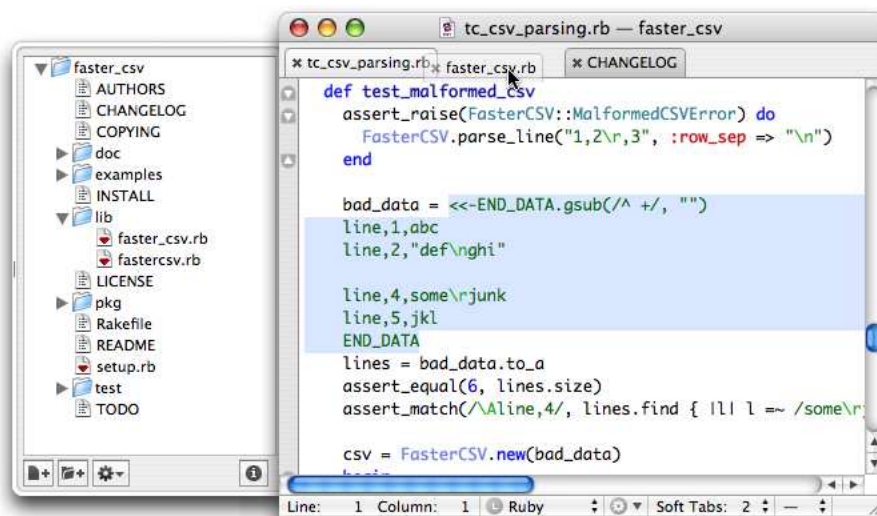 tc_csv_parsing.rb — faster_csv
tc_csv_parsing.rb
faster_csv.rb
CHANGELOG
faster_csv
AUTHORS
CHANGELOG
COPYING
doc
examples
INSTALL
lib
faster_csv.rb
fastercsv.rb
LICENSE
pkg
Rakefile
README
setup.rb
test
TODO
def test_malformed_csv
assert_raise(FasterCSV::MalformedCSVError) do
FasterCSV.parse_line("1,2\r,3", :row_sep => "\n")
end
bad_data = <<-END_DATA.gsub(/^ +/, "")
line,1,abc
line,2,"def\nghi"
line,4,some\rjunk
line,5,jkl
END_DATA
lines = bad_data.to_a
assert_equal(6, lines.size)
assert_match(/\Aline,4/, lines.find { |l| l =~ /some\r
csv = FasterCSV.new(bad_data)
Line: 1 Column: 1 Ruby Soft Tabs: 2 —